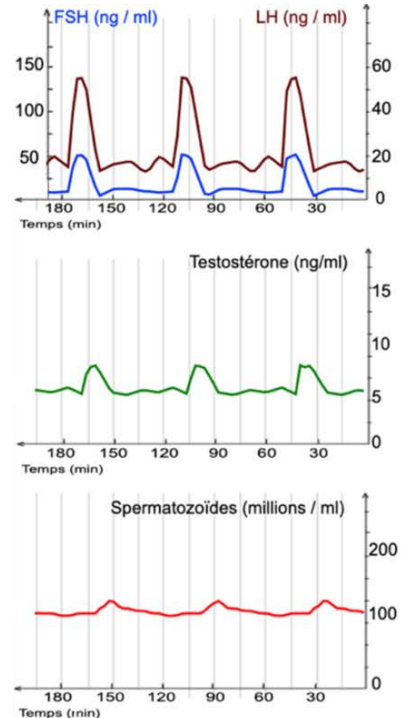 FSH (ng / ml) LH (ng / ml)
80
150 60
100 40
50 20
0
180 150 120 90 60 30
Temps (min)
Testostérone (ng/ml)
15
10
5
0
180 150 120 90 60 30
Temps (min)
Spermatozoïdes (millions / ml)
200
100
0
180 150 120 90 60 30
Temps (min)